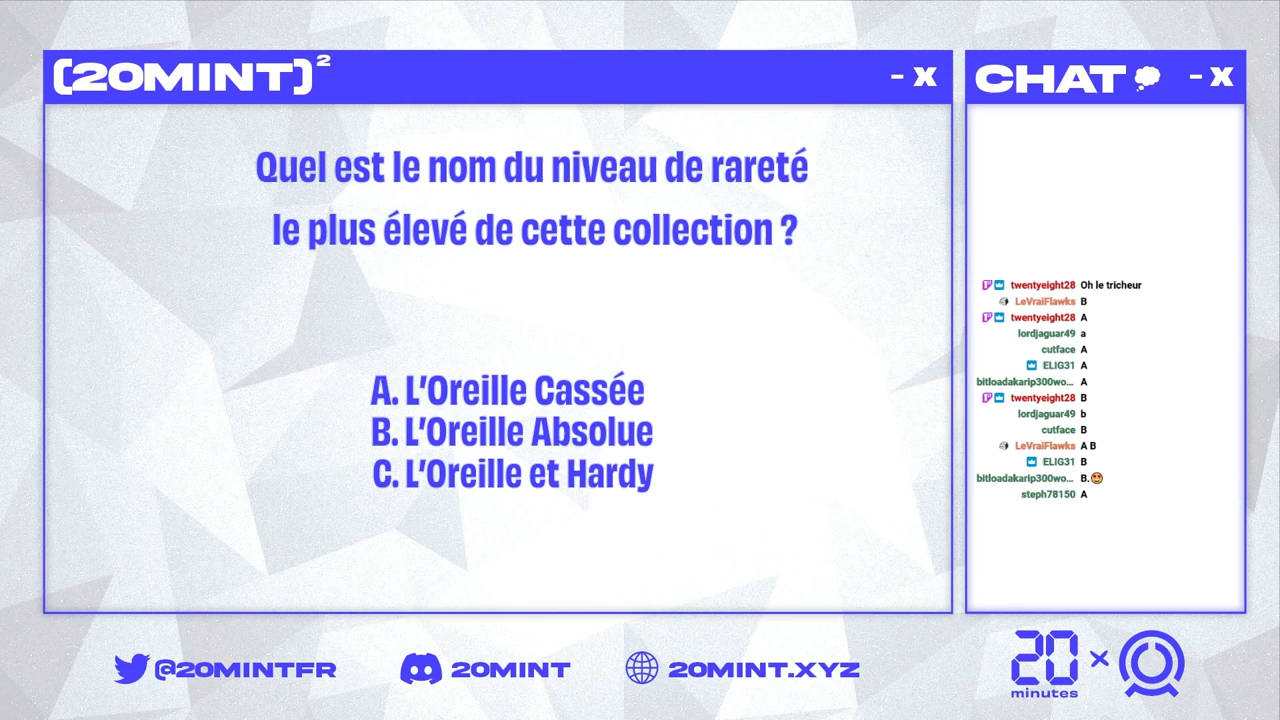 (20MINT)²
- X
Quel est le nom du niveau de rareté
le plus élevé de cette collection ?
A. L'Oreille Cassée
B. L'Oreille Absolue
C. L'Oreille et Hardy
CHAT
- X
twentyeight28 Oh le tricheur
LeVraiFlawks B
twentyeight28 A
lordjaguar49 a
cutface A
ELIG31 A
bitloadakarip300wo... A
twentyeight28 B
lordjaguar49 b
cutface B
LeVraiFlawks A B
ELIG31 B
bitloadakarip300wo... B.😍
steph78150 A
@20MINTFR
20MINT
20MINT.XYZ
20 x
minutes